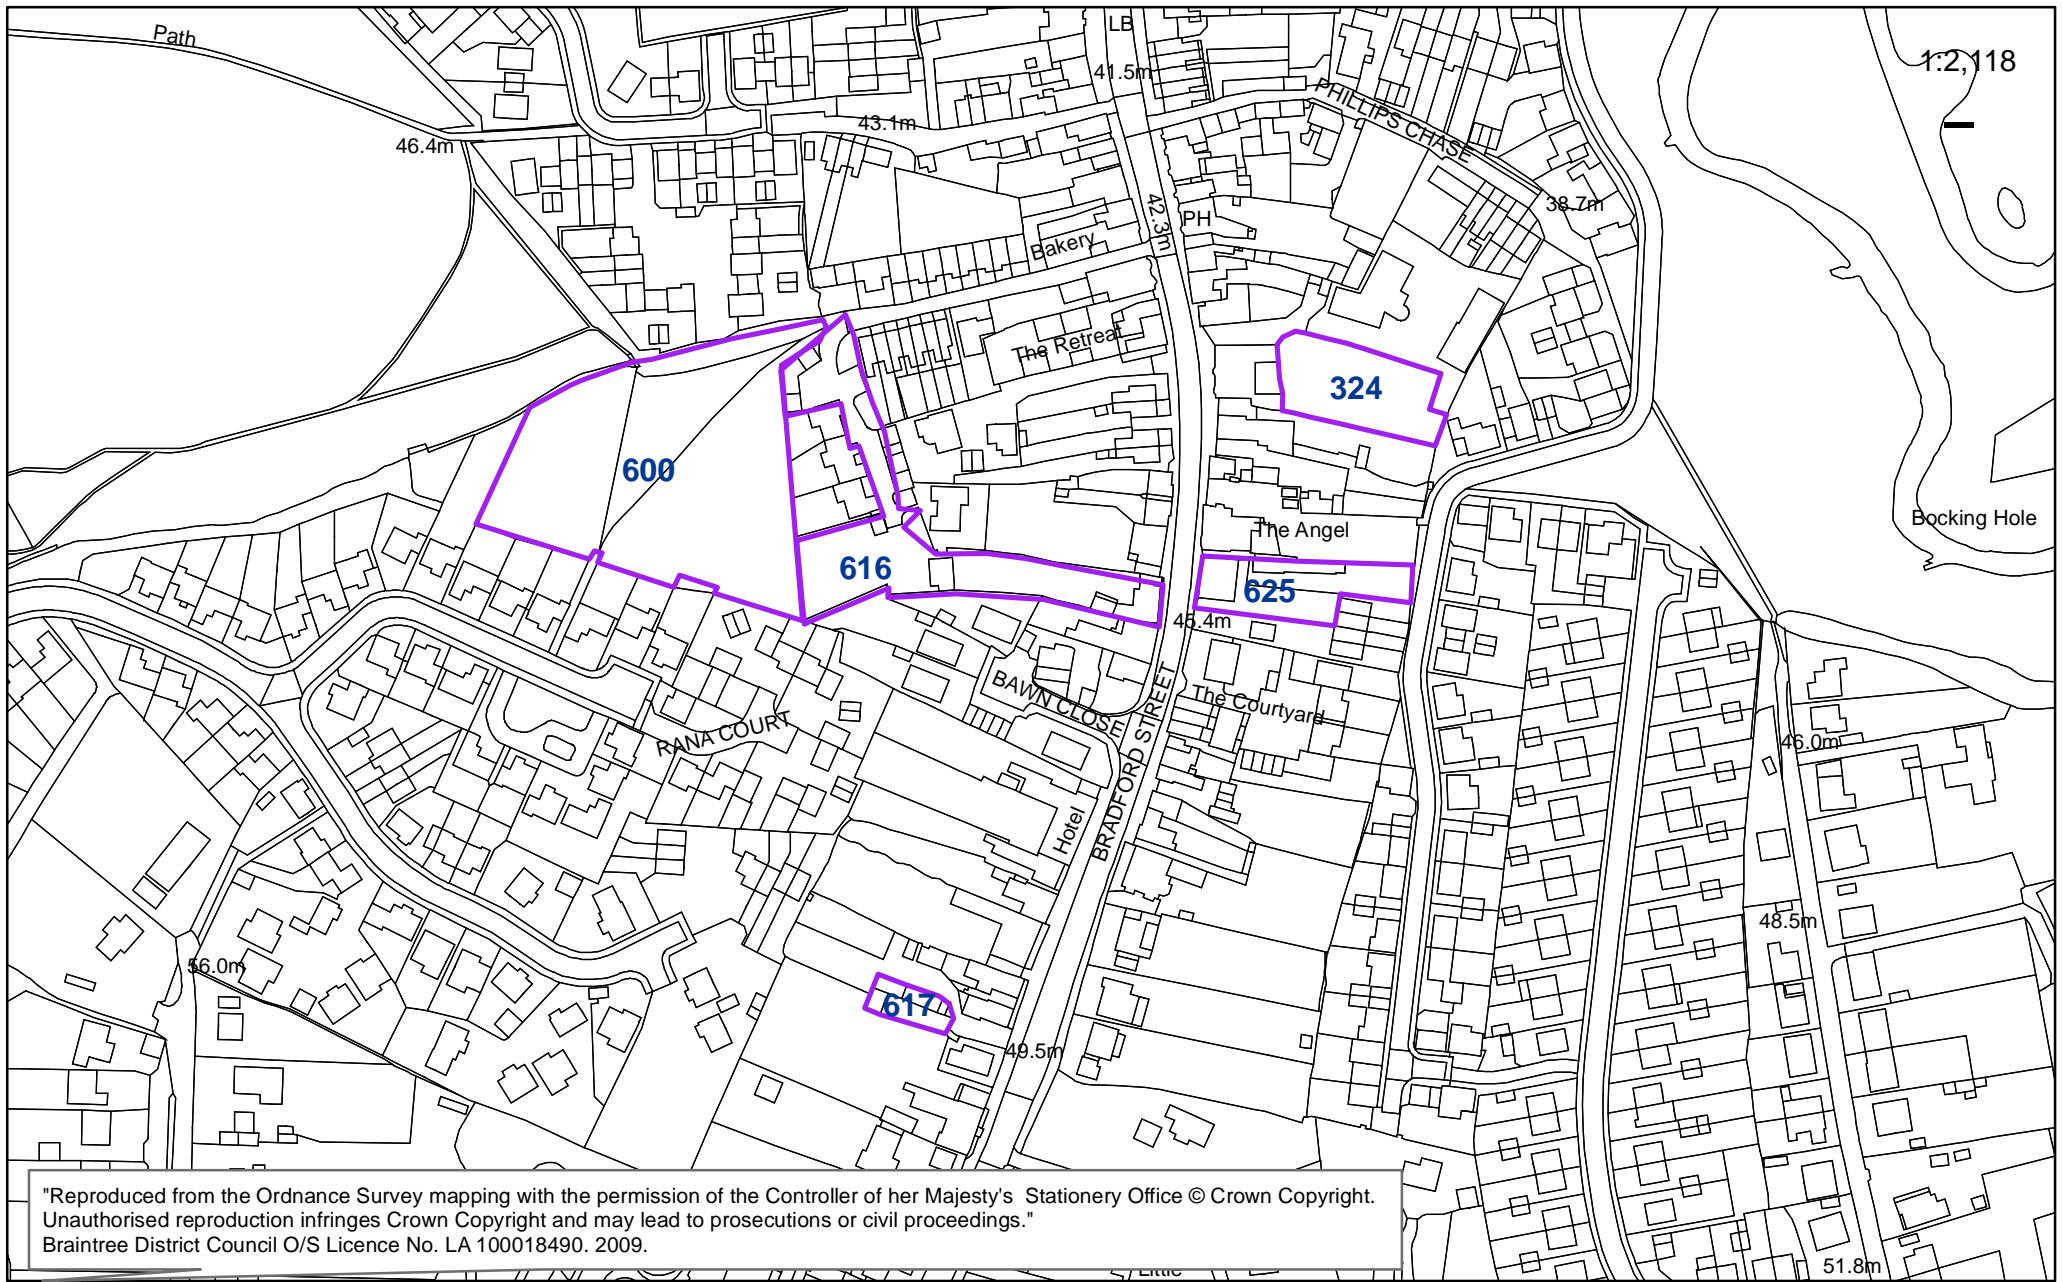 LB
Path
1:2,118
41.5m
PHILLIPS CHASE
43.1m
46.4m
38.7m
42.3m
PH
Bakery
The Retreat
324
600
Bocking Hole
The Angel
616
625
45.4m
BAWN CLOSE
The Courtyard
RANA COURT
BRADFORD STREET
46.0m
Hotel
48.5m
56.0m
617
49.5m
"Reproduced from the Ordnance Survey mapping with the permission of the Controller of her Majesty's Stationery Office © Crown Copyright.
Unauthorised reproduction infringes Crown Copyright and may lead to prosecutions or civil proceedings."
Braintree District Council O/S Licence No. LA 100018490. 2009.
Little
51.8m